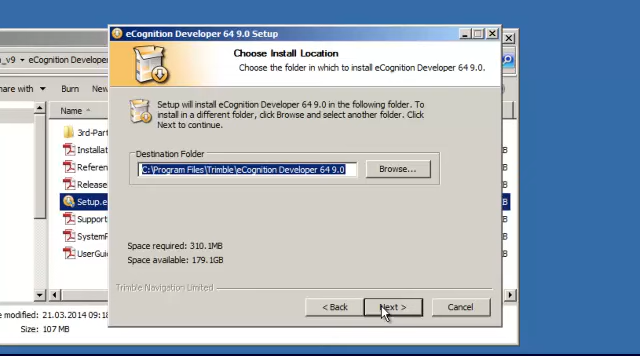 eCognition Developer 64 9.0 Setup
_v9
eCognition Developer
are with
Burn
New
Name
3rd-Part
Installat
Referen
Release
Setup.e
Support
SystemR
UserGuid
Choose Install Location
Choose the folder in which to install eCognition Developer 64 9.0.
Setup will install eCognition Developer 64 9.0 in the following folder. To
install in a different folder, click Browse and select another folder. Click
Next to continue.
Destination Folder
C:\Program Files\Trimble\eCognition Developer 64 9.0
Browse...
Space required: 310.1MB
Space available: 179.1GB
Trimble Navigation Limited
< Back
Next >
Cancel
e modified: 21.03.2014 09:18
Size: 107 MB